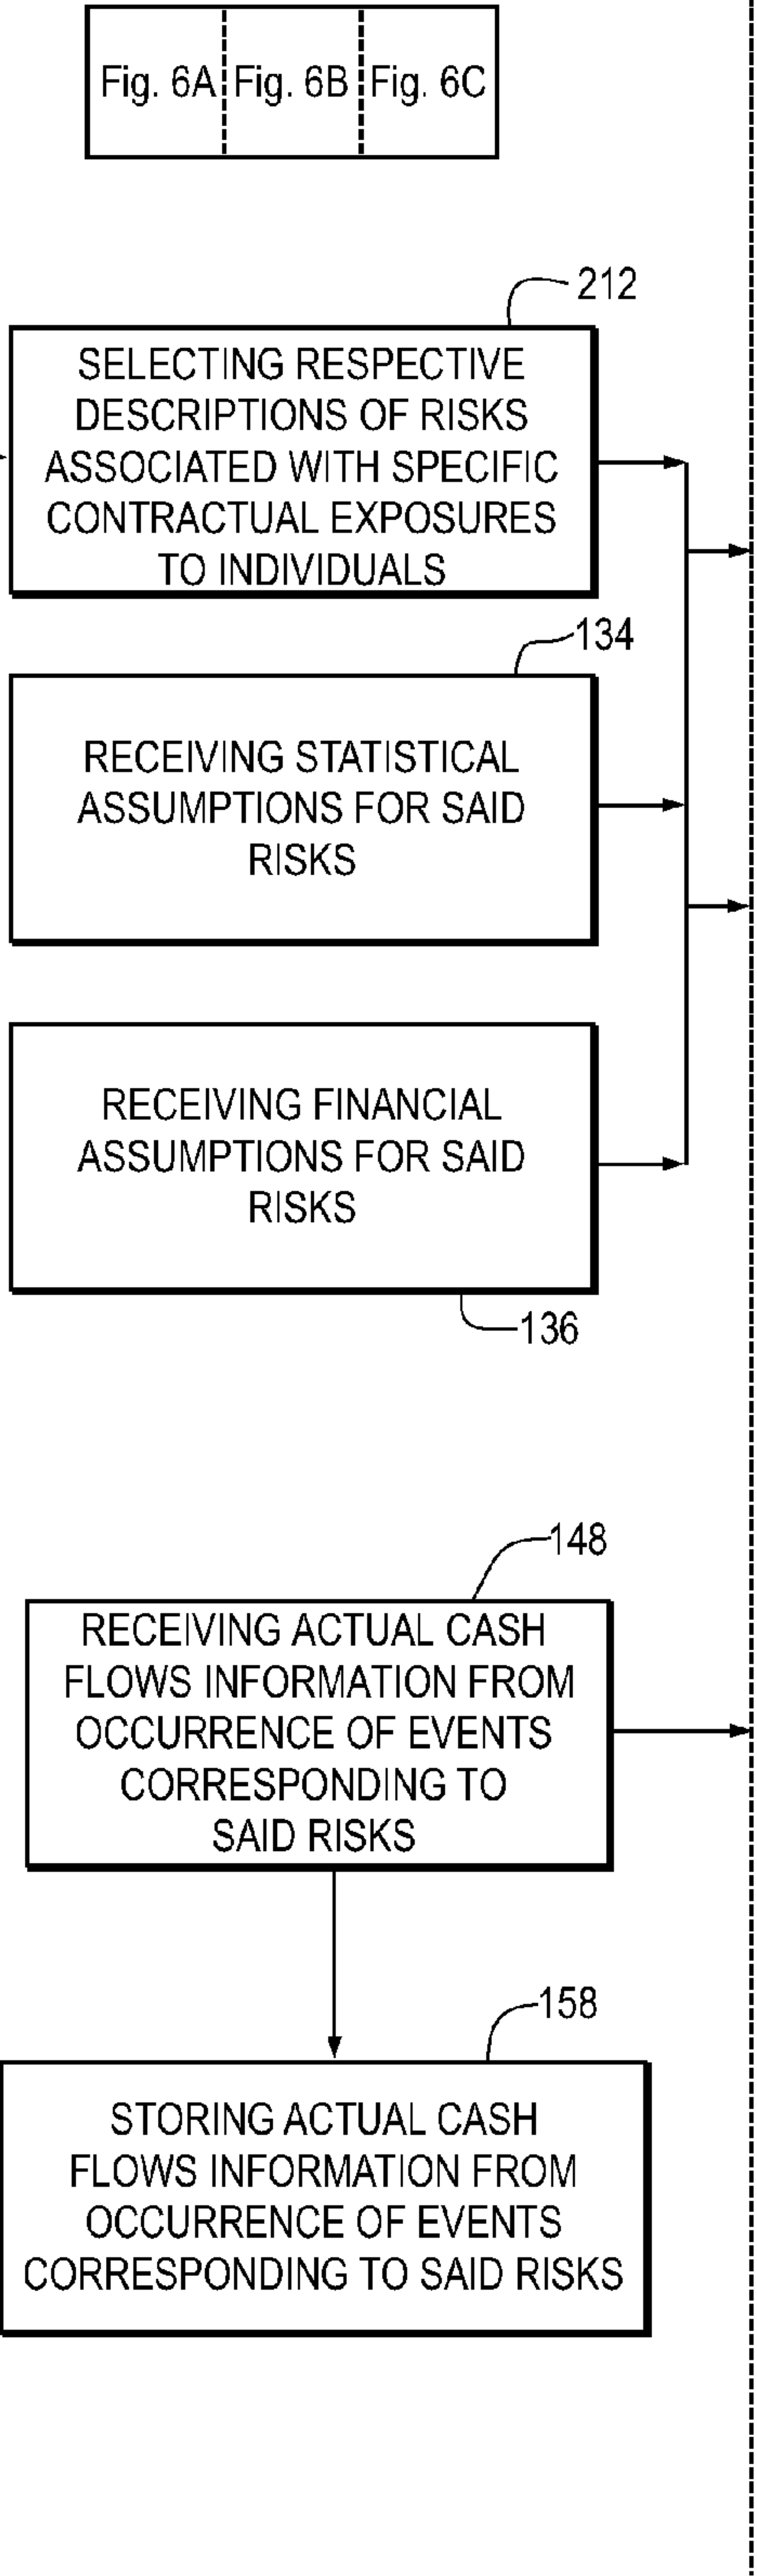 Fig. 6A Fig. 6B Fig. 6C
212
SELECTING RESPECTIVE
DESCRIPTIONS OF RISKS
ASSOCIATED WITH SPECIFIC
CONTRACTUAL EXPOSURES
TO INDIVIDUALS
134
RECEIVING STATISTICAL
ASSUMPTIONS FOR SAID
RISKS
RECEIVING FINANCIAL
ASSUMPTIONS FOR SAID
RISKS
136
148
RECEIVING ACTUAL CASH
FLOWS INFORMATION FROM
OCCURRENCE OF EVENTS
CORRESPONDING TO
SAID RISKS
158
STORING ACTUAL CASH
FLOWS INFORMATION FROM
OCCURRENCE OF EVENTS
CORRESPONDING TO SAID RISKS